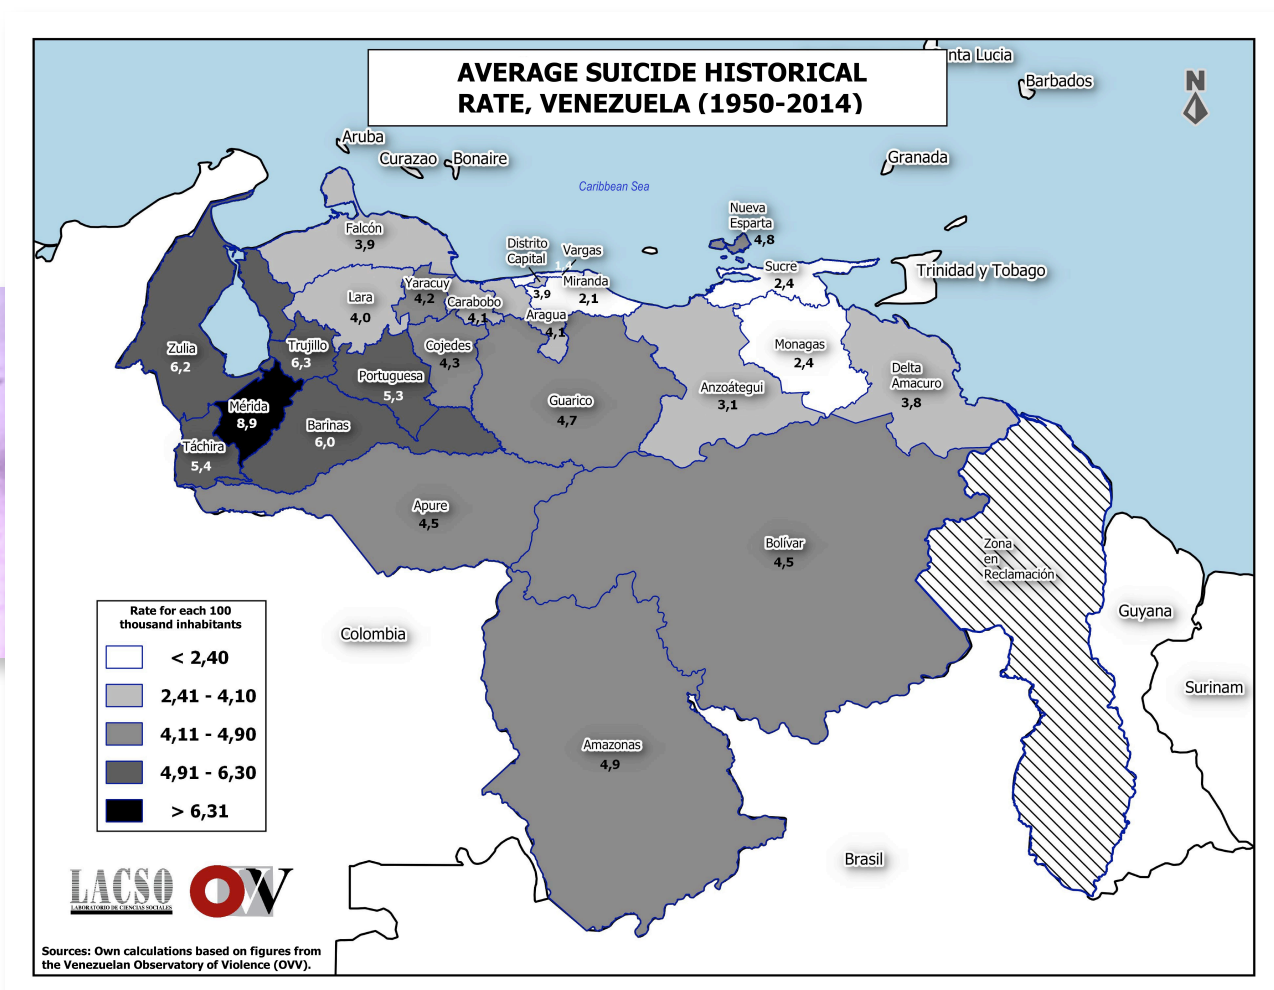 AVERAGE SUICIDE HISTORICAL
RATE, VENEZUELA (1950-2014)
nta Lucia
Barbados
N
Aruba
Curazao
Bonaire
Granada
Caribbean Sea
Nueva
Esparta
4,8
Falcón
3,9
Distrito
Capital
3,9
Vargas
Miranda
2,1
Sucre
2,4
Trinidad y Tobago
Lara
4,0
Yaracuy
4,2
Carabobo
4,1
Aragua
4,1
Zulia
6,2
Trujillo
6,3
Cojedes
4,3
Monagas
2,4
Portuguesa
5,3
Delta
Amacuro
3,8
Mérida
8,9
Guarico
4,7
Anzoátegui
3,1
Barinas
6,0
Táchira
5,4
Apure
4,5
Bolívar
4,5
Zona
en
Reclamación
Guyana
Colombia
Surinam
Amazonas
4,9
Brasil
Rate for each 100
thousand inhabitants
< 2,40
2,41 - 4,10
4,11 - 4,90
4,91 - 6,30
> 6,31
LACSO
LABORATORIO DE CIENCIAS SOCIALES
OVV
Sources: Own calculations based on figures from
the Venezuelan Observatory of Violence (OVV).